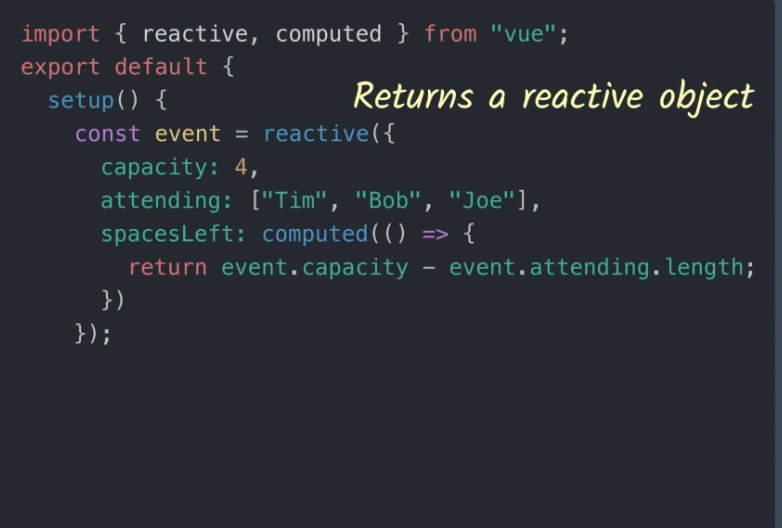 import { reactive, computed } from "vue";
export default {
Returns a reactive object
setup() {
const event = reactive({
capacity: 4,
attending: ["Tim", "Bob", "Joe"],
spacesLeft: computed(() => {
return event.capacity - event.attending.length;
})
});